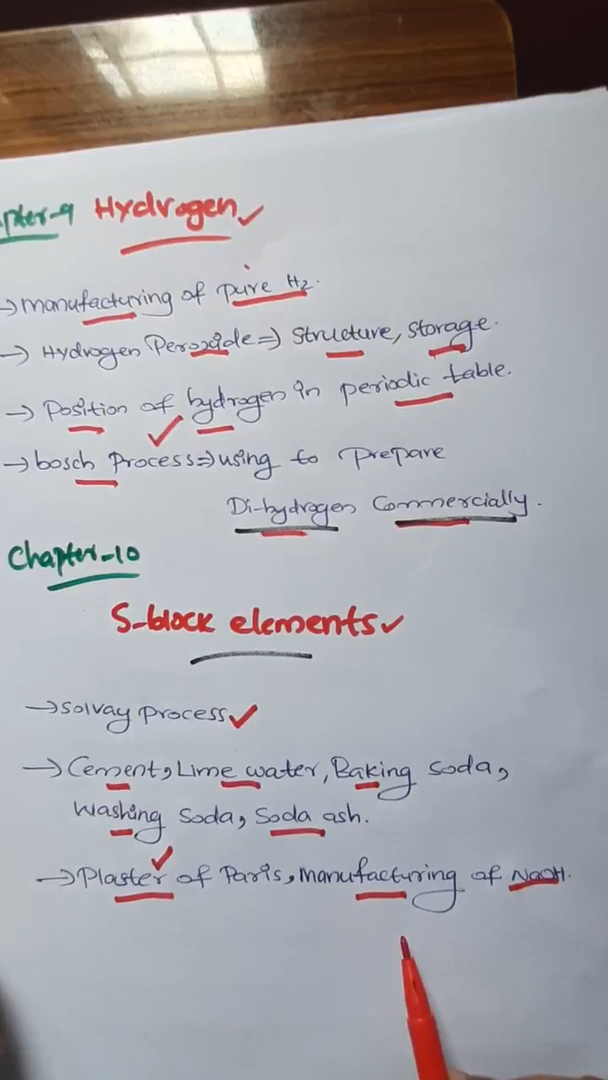 pter-9 Hydrogen
→ manufacturing of pure H₂.
→ Hydrogen Peroxide ⇒ Structure, storage.
→ Position of hydrogen in periodic table.
→ bosch Process ⇒ using to prepare
Di-hydrogen Commercially.
Chapter-10
S-block elements
→ Solvay process
→ Cement, Lime water, Baking soda,
Washing Soda, Soda ash.
→ Plaster of Paris, manufacturing of NaOH.